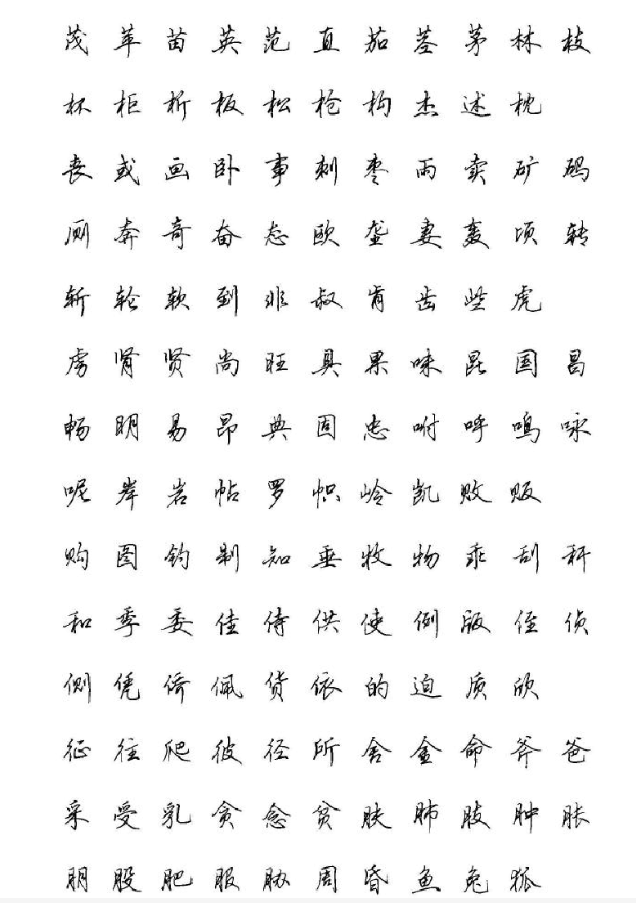 茂 苹 苗 英 范 直 茄 茎 茅 林 枝
杯 柜 析 板 松 枪 构 杰 述 枕
丧 或 画 卧 事 刺 枣 雨 卖 矿 码
厕 奔 奇 奋 态 欧 垄 妻 轰 顷 转
斩 轮 软 到 非 叔 肯 齿 些 虎
虏 肾 贤 尚 旺 具 果 味 昆 国 昌
畅 明 易 昂 典 固 忠 咐 呼 鸣 咏
呢 岸 岩 帖 罗 帜 岭 凯 败 贩
购 图 钓 制 知 垂 牧 物 乖 刮 秆
和 季 委 佳 侍 供 使 例 版 侄 侦
侧 凭 侨 佩 货 依 的 迫 质 欣
征 往 爬 彼 径 所 舍 金 命 斧 爸
采 受 乳 贪 念 贫 肤 肺 肢 肿 胀
朋 股 肥 服 胁 周 昏 鱼 兔 狐